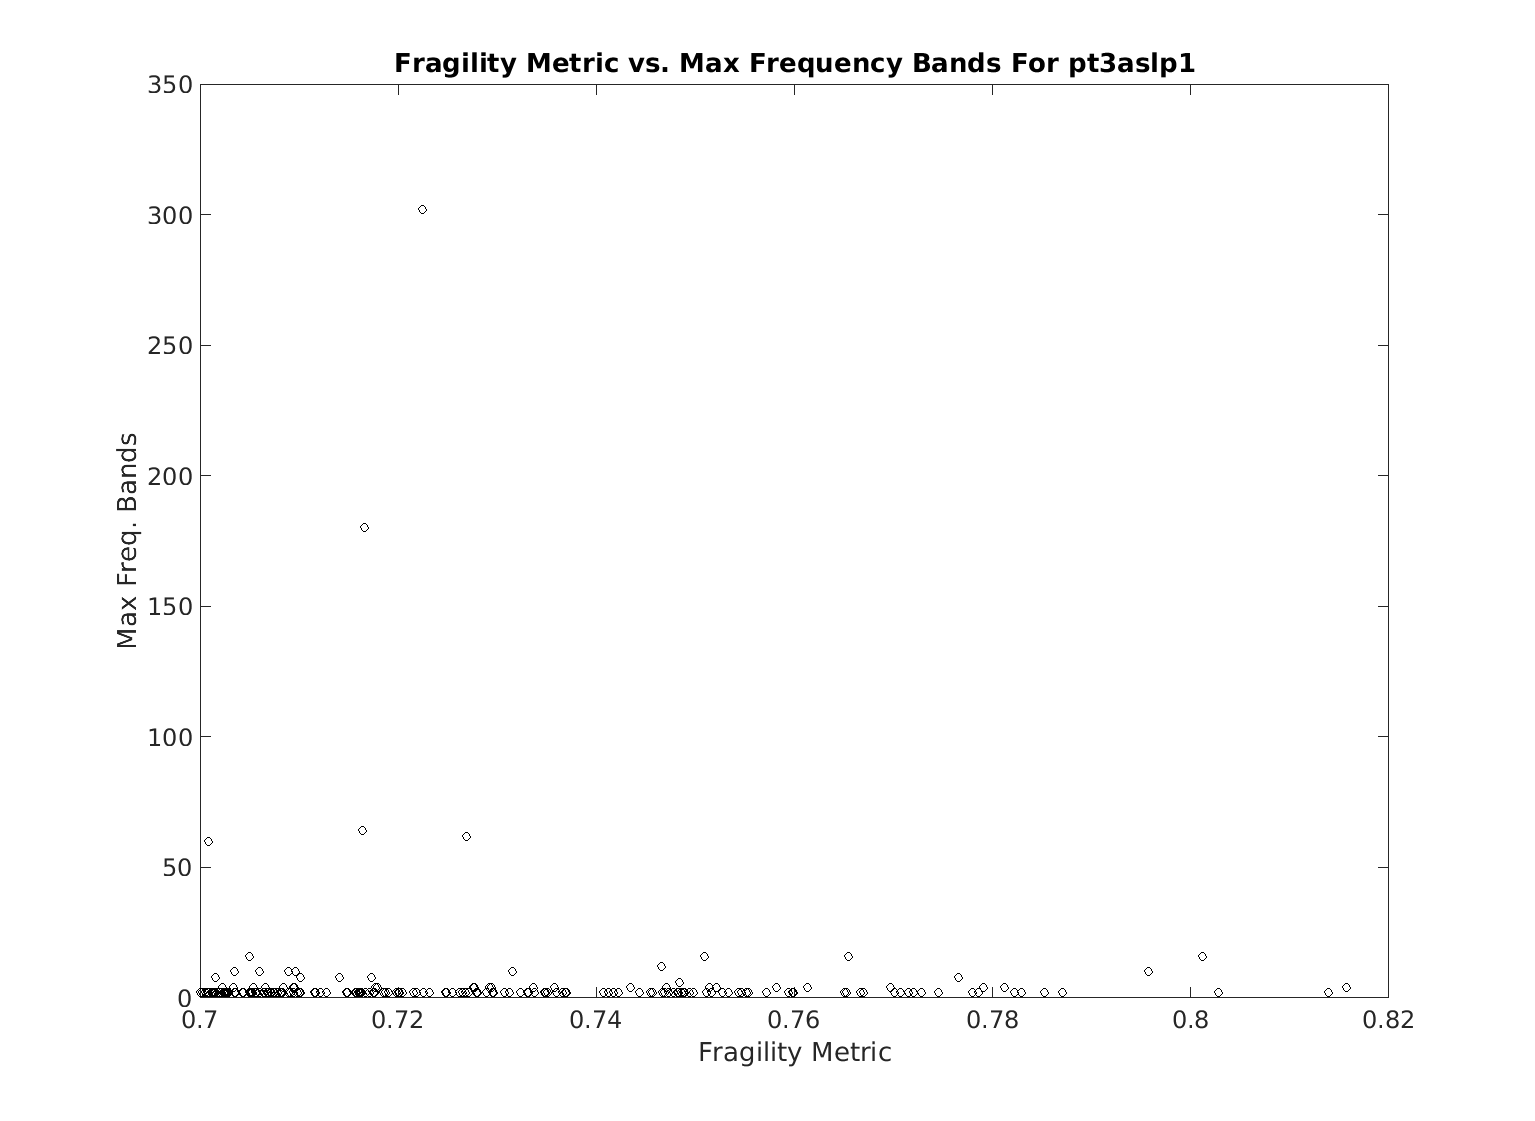 Fragility Metric vs. Max Frequency Bands For pt3aslp1
350
300
250
200
150
100
50
0
Max Freq. Bands
0.7 0.72 0.74 0.76 0.78 0.8 0.82
Fragility Metric